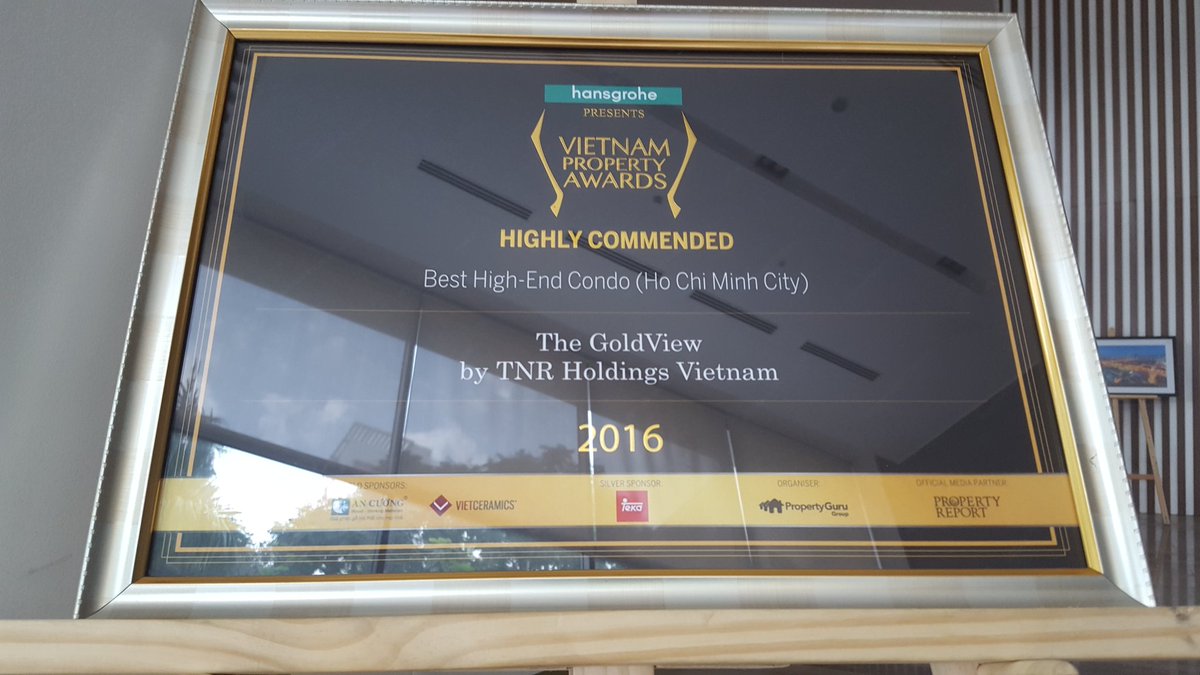 hansgrohe
PRESENTS
VIETNAM
PROPERTY
AWARDS
HIGHLY COMMENDED
Best High-End Condo (Ho Chi Minh City)
The GoldView
by TNR Holdings Vietnam
2016
SPONSORS:
AN CƯỜNG
VIETCERAMICS
SILVER SPONSOR
Teka
ORGANISER
PropertyGuru
Group
OFFICIAL MEDIA PARTNER
PROPERTY
REPORT